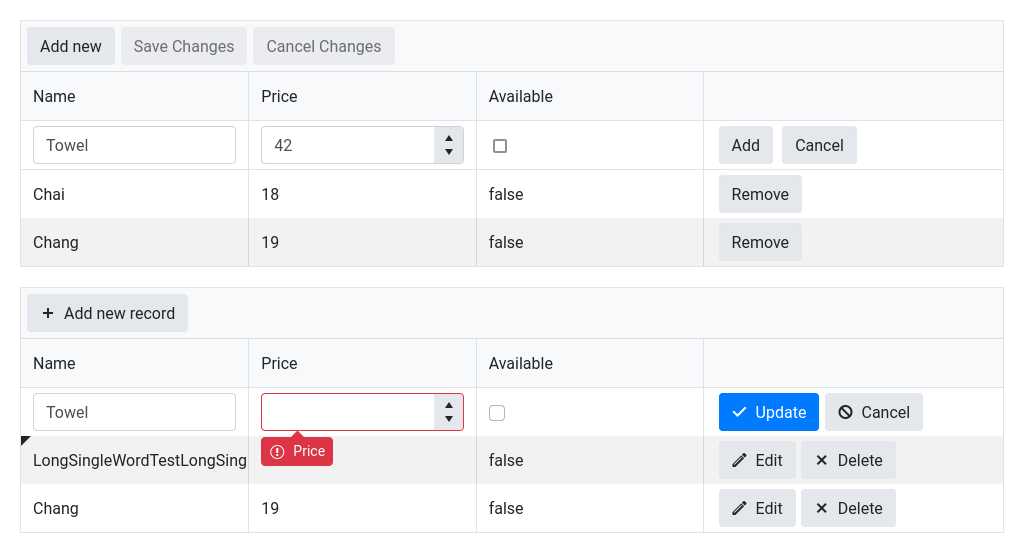 Add new Save Changes Cancel Changes
Name Price Available
Towel 42 Add Cancel
Chai 18 false Remove
Chang 19 false Remove
Add new record
Name Price Available
Towel Update Cancel
LongSingleWordTestLongSing Price false Edit Delete
Chang 19 false Edit Delete